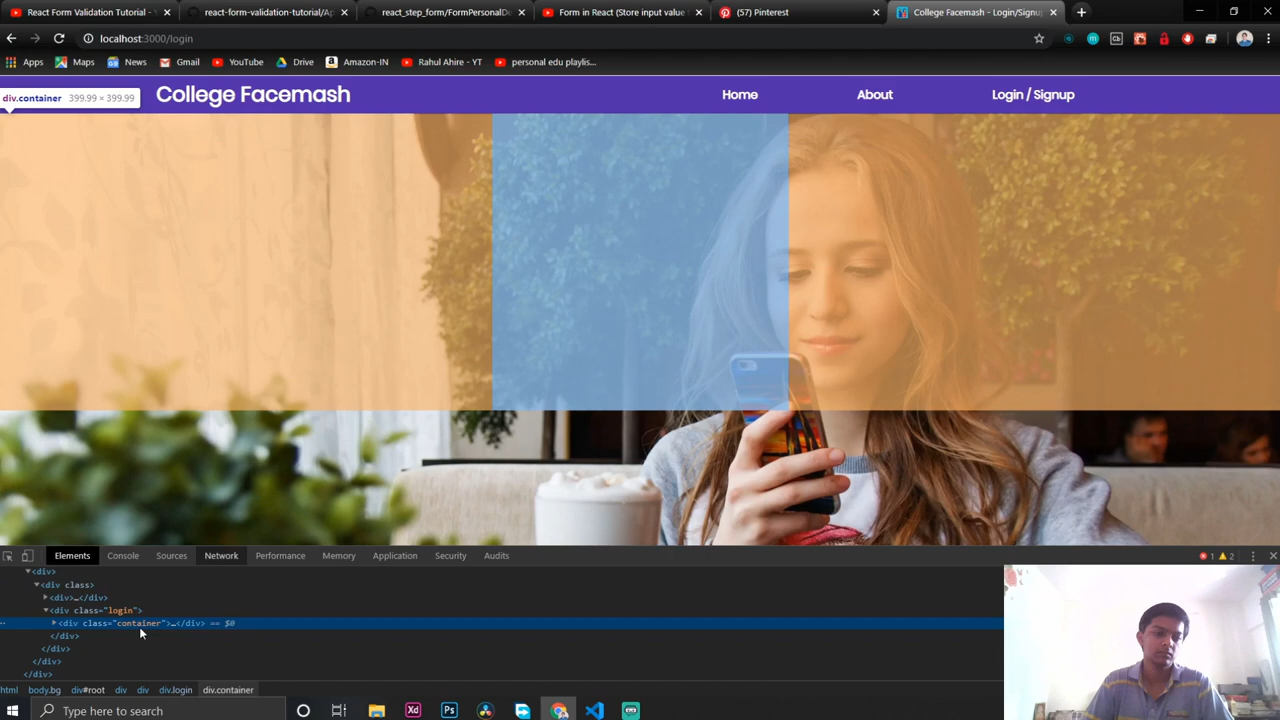 React Form Validation Tutorial -
react-form-validation-tutorial/Ap
react_step_form/FormPersonalDe
Form in React (Store input value
(57) Pinterest
College Facemash - Login/Signup
localhost:3000/login
Apps
Maps
News
Gmail
YouTube
Drive
Amazon-IN
Rahul Ahire - YT
personal edu playlis...
div.container 399.99 × 399.99
College Facemash
Home
About
Login / Signup
Elements
Console
Sources
Network
Performance
Memory
Application
Security
Audits
1
2
<div>
<div class>
<div>…</div>
<div class="login">
<div class="container">…</div> == $0
</div>
</div>
</div>
</div>
html body.bg div#root div div div.login div.container
Type here to search